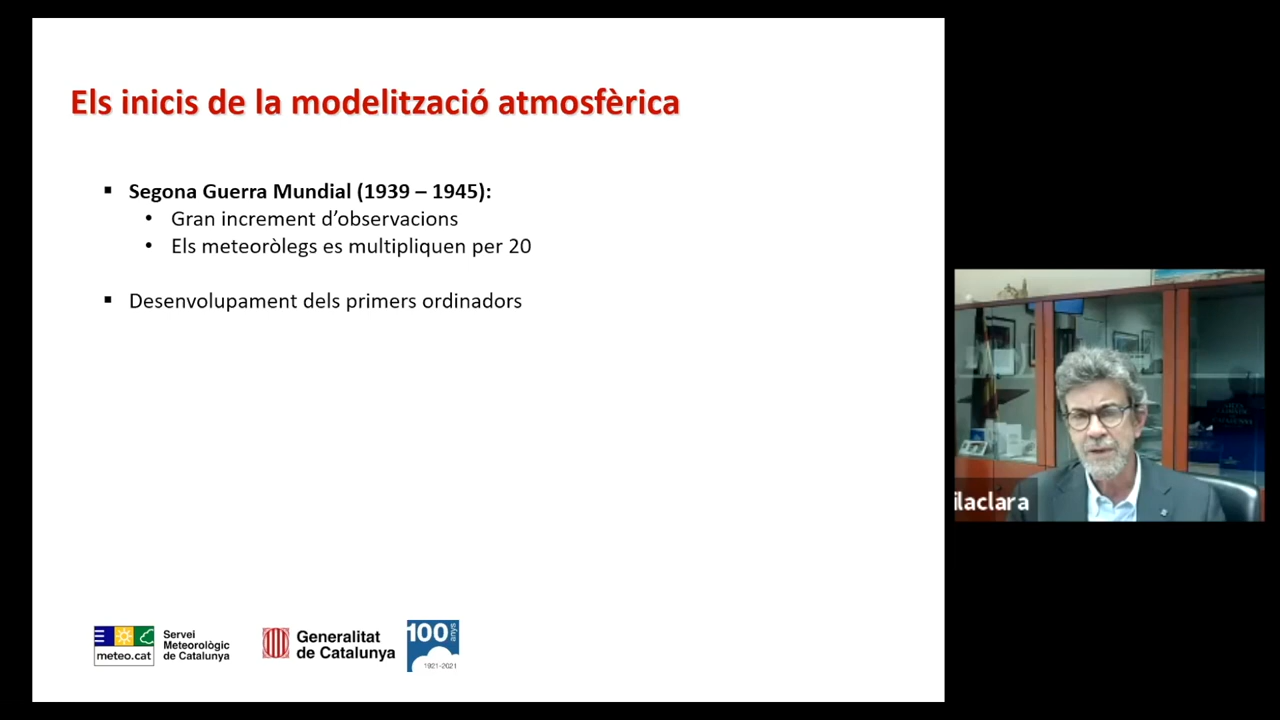 Els inicis de la modelització atmosfèrica
Segona Guerra Mundial (1939 – 1945):
Gran increment d’observacions
Els meteoròlegs es multipliquen per 20
Desenvolupament dels primers ordinadors
meteo.cat
Servei
Meteorològic
de Catalunya
Generalitat
de Catalunya
100 anys
1921-2021
ilaclara